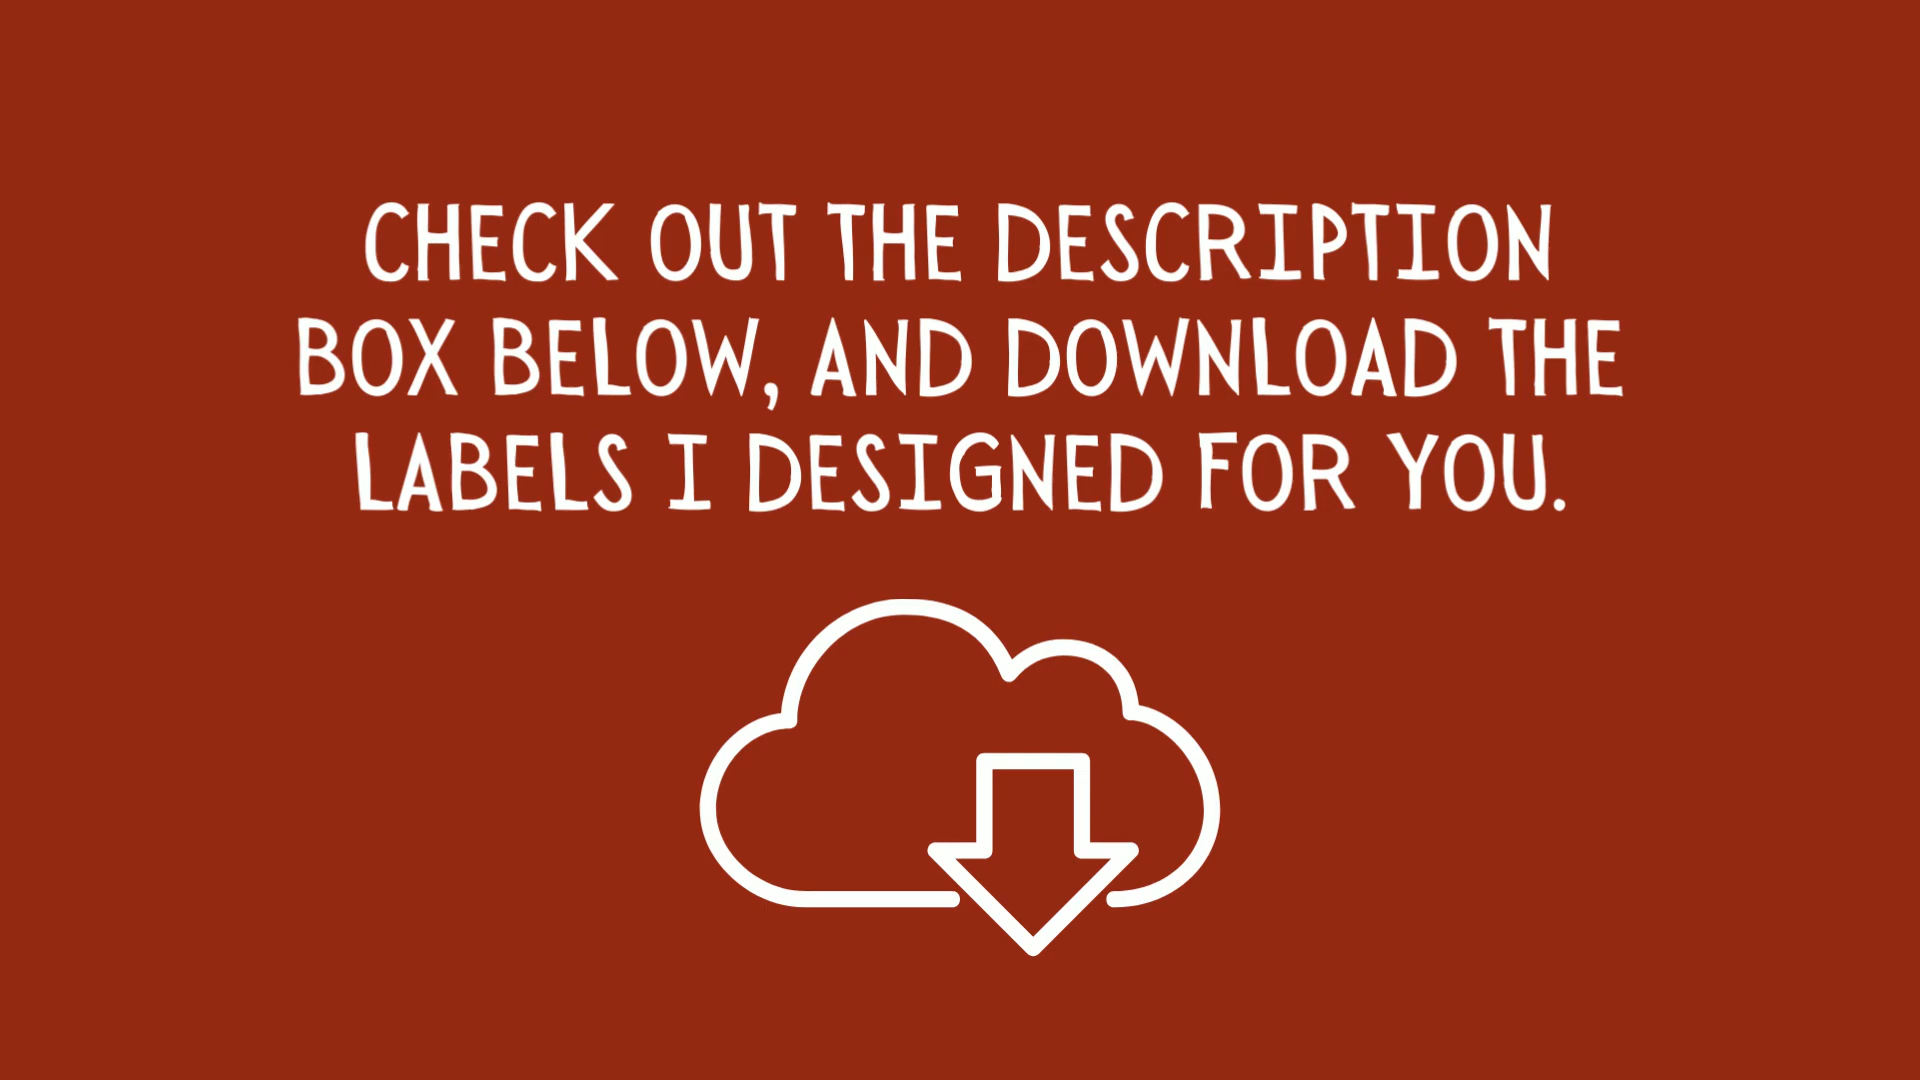 CHECK OUT THE DESCRIPTION
BOX BELOW, AND DOWNLOAD THE
LABELS I DESIGNED FOR YOU.